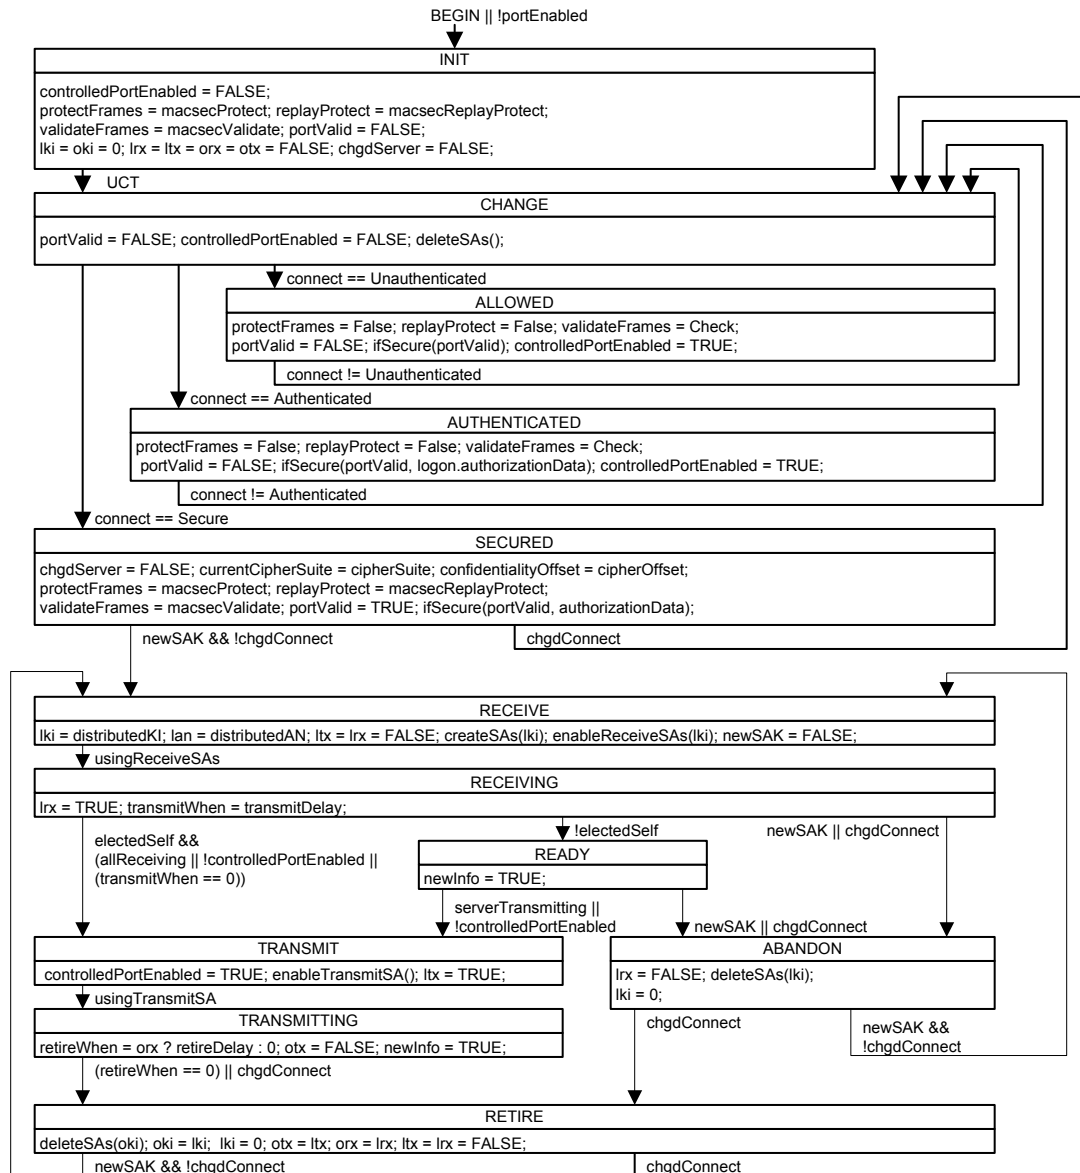 BEGIN || !portEnabled
INIT
controlledPortEnabled = FALSE;
protectFrames = macsecProtect; replayProtect = macsecReplayProtect;
validateFrames = macsecValidate; portValid = FALSE;
lki = oki = 0; lrx = ltx = orx = otx = FALSE; chgdServer = FALSE;
UCT
CHANGE
portValid = FALSE; controlledPortEnabled = FALSE; deleteSAs();
connect == Unauthenticated
ALLOWED
protectFrames = False; replayProtect = False; validateFrames = Check;
portValid = FALSE; ifSecure(portValid); controlledPortEnabled = TRUE;
connect != Unauthenticated
connect == Authenticated
AUTHENTICATED
protectFrames = False; replayProtect = False; validateFrames = Check;
portValid = FALSE; ifSecure(portValid, logon.authorizationData); controlledPortEnabled = TRUE;
connect != Authenticated
connect == Secure
SECURED
chgdServer = FALSE; currentCipherSuite = cipherSuite; confidentialityOffset = cipherOffset;
protectFrames = macsecProtect; replayProtect = macsecReplayProtect;
validateFrames = macsecValidate; portValid = TRUE; ifSecure(portValid, authorizationData);
newSAK && !chgdConnect
chgdConnect
RECEIVE
lki = distributedKI; lan = distributedAN; ltx = lrx = FALSE; createSAs(lki); enableReceiveSAs(lki); newSAK = FALSE;
usingReceiveSAs
RECEIVING
lrx = TRUE; transmitWhen = transmitDelay;
electedSelf &&
(allReceiving || !controlledPortEnabled ||
(transmitWhen == 0))
!electedSelf
newSAK || chgdConnect
READY
newInfo = TRUE;
serverTransmitting ||
!controlledPortEnabled
newSAK || chgdConnect
TRANSMIT
controlledPortEnabled = TRUE; enableTransmitSA(); ltx = TRUE;
ABANDON
lrx = FALSE; deleteSAs(lki);
lki = 0;
usingTransmitSA
TRANSMITTING
retireWhen = orx ? retireDelay : 0; otx = FALSE; newInfo = TRUE;
chgdConnect
newSAK &&
!chgdConnect
(retireWhen == 0) || chgdConnect
RETIRE
deleteSAs(oki); oki = lki; lki = 0; otx = ltx; orx = lrx; ltx = lrx = FALSE;
newSAK && !chgdConnect
chgdConnect